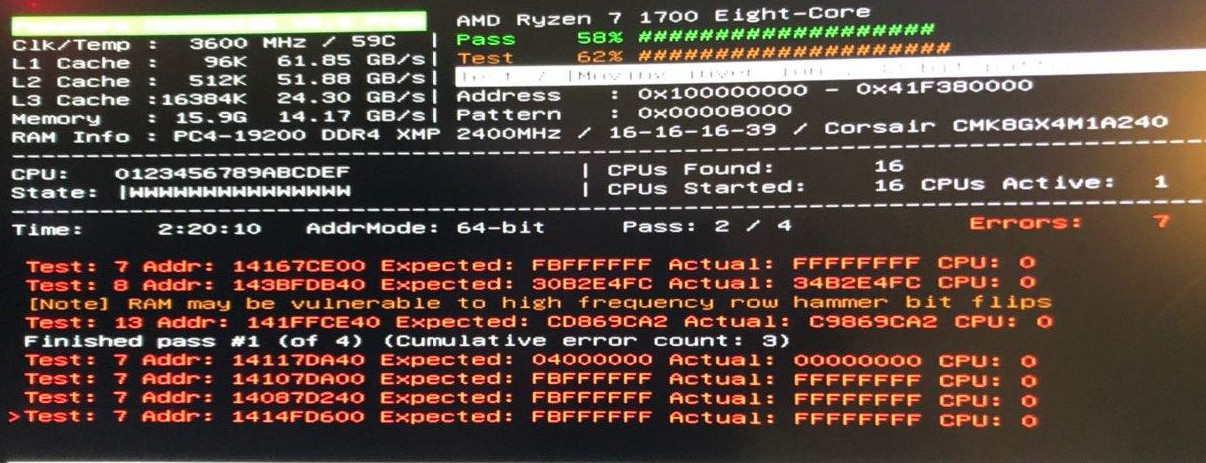 AMD Ryzen 7 1700 Eight-Core
Clk/Temp : 3600 MHz / 59C | Pass 58% ###################
L1 Cache : 96K 61.85 GB/s| Test 62% ####################
L2 Cache : 512K 51.88 GB/s|
L3 Cache :16384K 24.30 GB/s| Address : 0x100000000 - 0x41F380000
Memory : 15.9G 14.17 GB/s| Pattern : 0x00008000
RAM Info : PC4-19200 DDR4 XMP 2400MHz / 16-16-16-39 / Corsair CMK8GX4M1A240
CPU: 0123456789ABCDEF | CPUs Found: 16
State: |WWWWWWWWWWWWWWW | CPUs Started: 16 CPUs Active: 1
Time: 2:20:10 AddrMode: 64-bit Pass: 2 / 4 Errors: 7
Test: 7 Addr: 14167CE00 Expected: FBFFFFFF Actual: FFFFFFFF CPU: 0
Test: 8 Addr: 143BFDB40 Expected: 30B2E4FC Actual: 34B2E4FC CPU: 0
[Note] RAM may be vulnerable to high frequency row hammer bit flips
Test: 13 Addr: 141FFCE40 Expected: CD869CA2 Actual: C9869CA2 CPU: 0
Finished pass #1 (of 4) (Cumulative error count: 3)
Test: 7 Addr: 14117DA40 Expected: 04000000 Actual: 00000000 CPU: 0
Test: 7 Addr: 14107DA00 Expected: FBFFFFFF Actual: FFFFFFFF CPU: 0
Test: 7 Addr: 14087D240 Expected: FBFFFFFF Actual: FFFFFFFF CPU: 0
>Test: 7 Addr: 1414FD600 Expected: FBFFFFFF Actual: FFFFFFFF CPU: 0